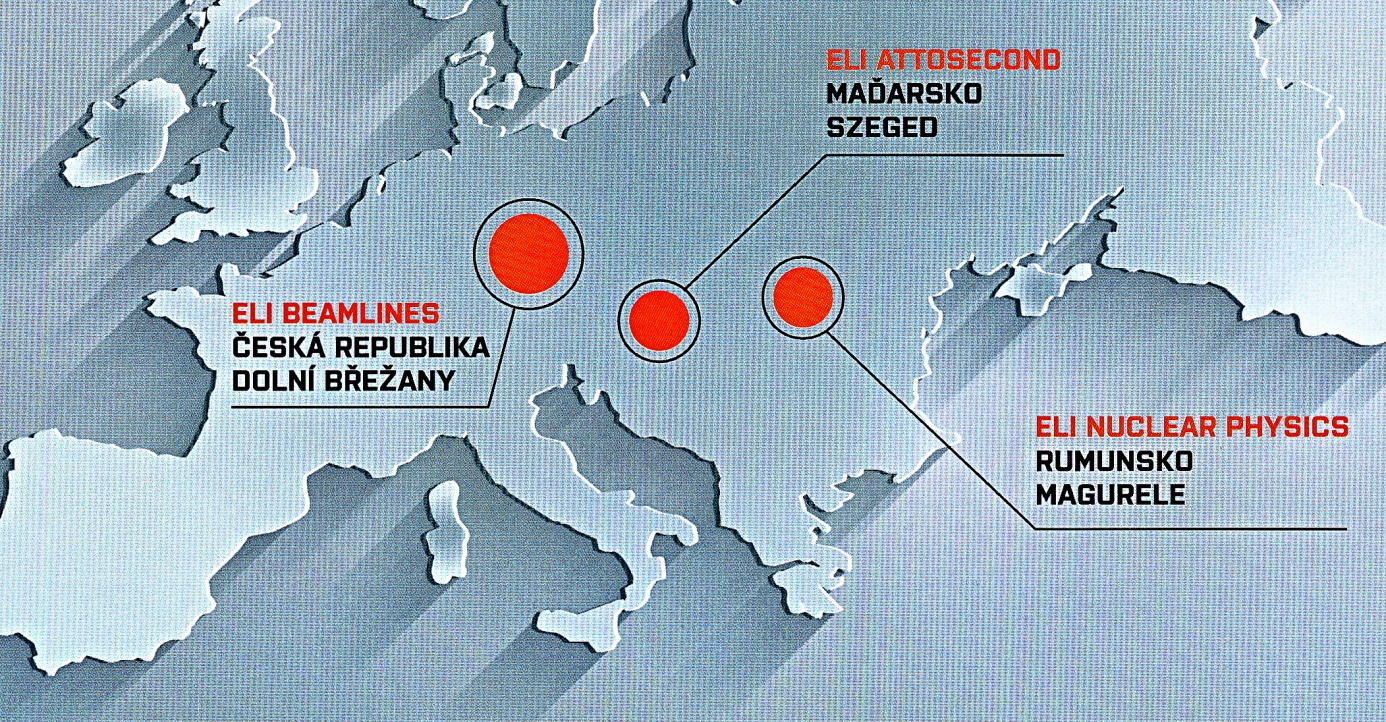 ELI ATTOSECOND
MAĎARSKO
SZEGED
ELI BEAMLINES
ČESKÁ REPUBLIKA
DOLNÍ BŘEŽANY
ELI NUCLEAR PHYSICS
RUMUNSKO
MAGURELE